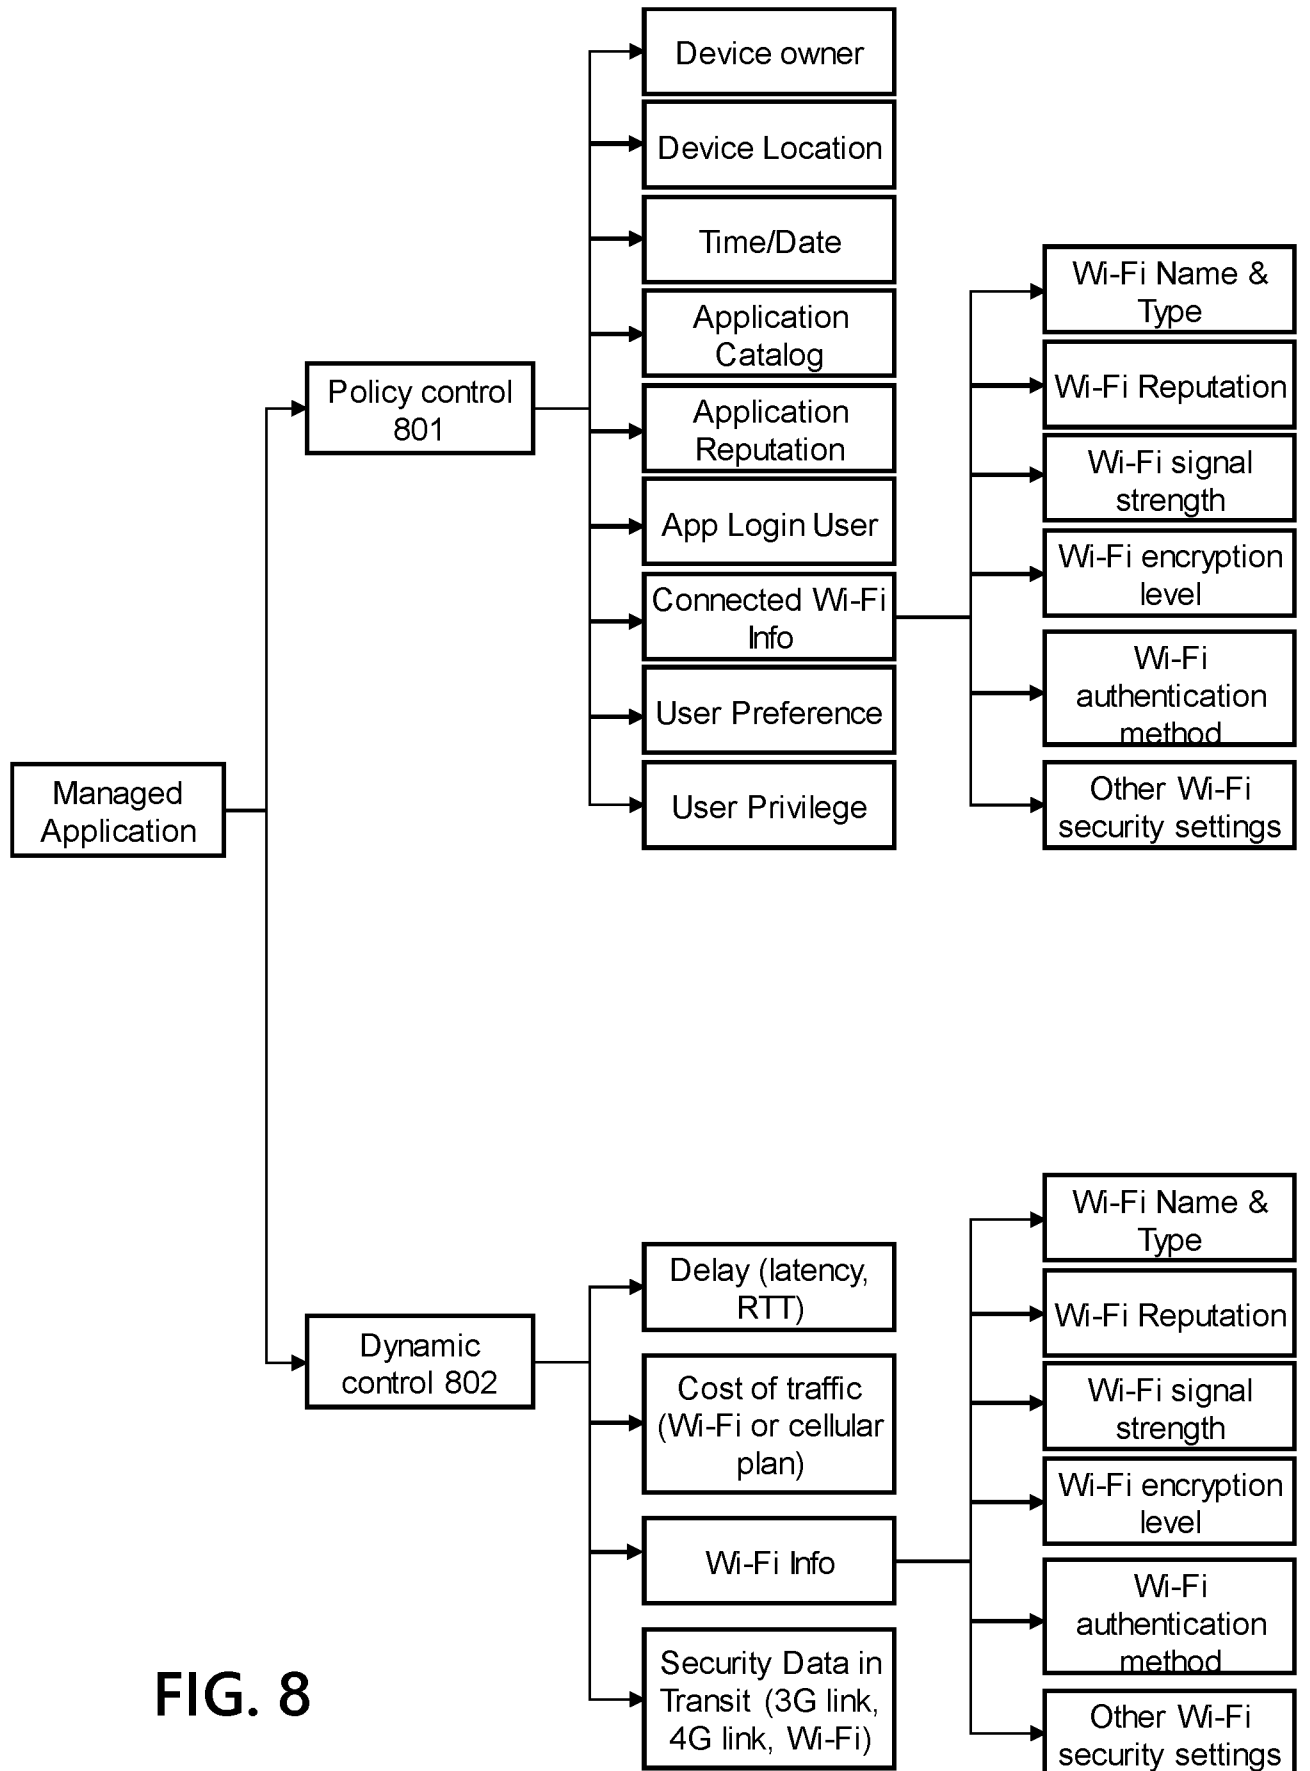 Managed
Application
Policy control
801
Device owner
Device Location
Time/Date
Application
Catalog
Application
Reputation
App Login User
Connected Wi-Fi
Info
User Preference
User Privilege
Wi-Fi Name &
Type
Wi-Fi Reputation
Wi-Fi signal
strength
Wi-Fi encryption
level
Wi-Fi
authentication
method
Other Wi-Fi
security settings
Dynamic
control 802
Delay (latency,
RTT)
Cost of traffic
(Wi-Fi or cellular
plan)
Wi-Fi Info
Security Data in
Transit (3G link,
4G link, Wi-Fi)
Wi-Fi Name &
Type
Wi-Fi Reputation
Wi-Fi signal
strength
Wi-Fi encryption
level
Wi-Fi
authentication
method
Other Wi-Fi
security settings
FIG. 8